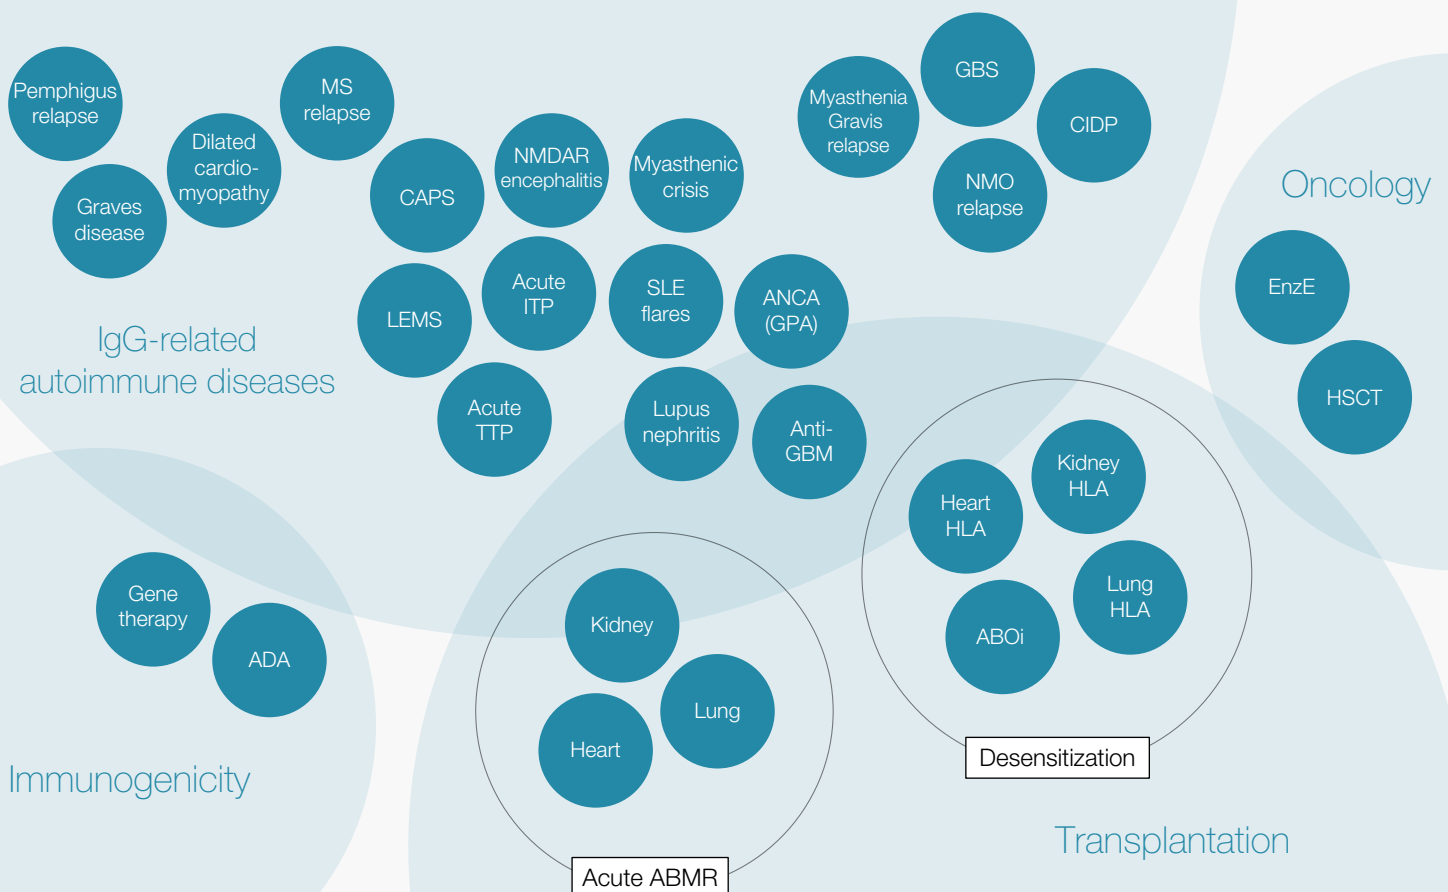 Pemphigus
relapse
MS
relapse
Dilated
cardio-
myopathy
Graves
disease
CAPS
NMDAR
encephalitis
Myasthenic
crisis
Myasthenia
Gravis
relapse
GBS
CIDP
NMO
relapse
Oncology
EnzE
HSCT
LEMS
Acute
ITP
SLE
flares
ANCA
(GPA)
IgG-related
autoimmune diseases
Acute
TTP
Lupus
nephritis
Anti-
GBM
Heart
HLA
Kidney
HLA
Lung
HLA
ABOi
Desensitization
Gene
therapy
ADA
Immunogenicity
Kidney
Lung
Heart
Acute ABMR
Transplantation